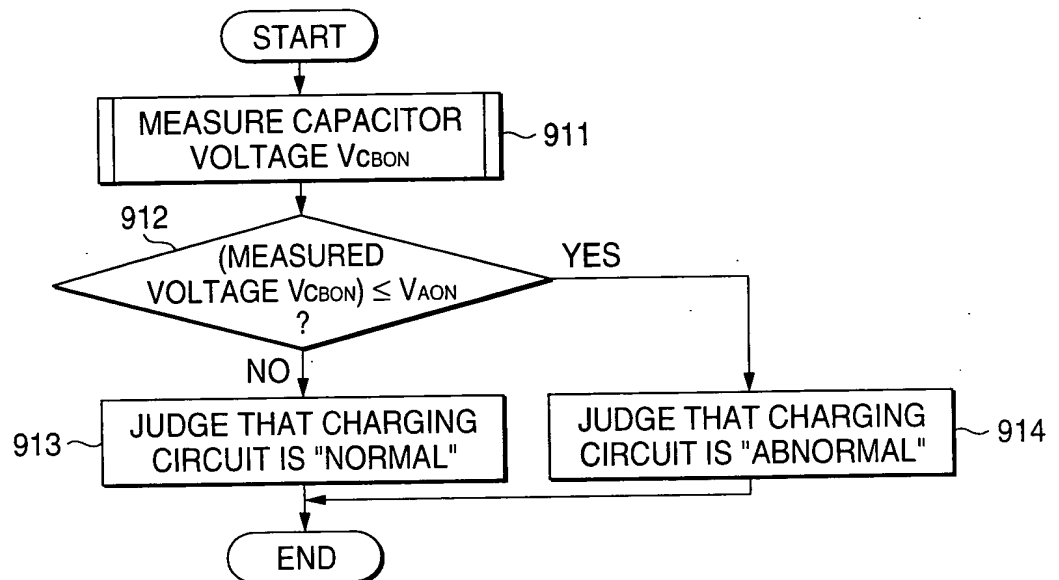 START
MEASURE CAPACITOR
VOLTAGE VCBON
911
912
(MEASURED
VOLTAGE VCBON) ≤ VAON
?
YES
NO
913
JUDGE THAT CHARGING
CIRCUIT IS "NORMAL"
JUDGE THAT CHARGING
CIRCUIT IS "ABNORMAL"
914
END